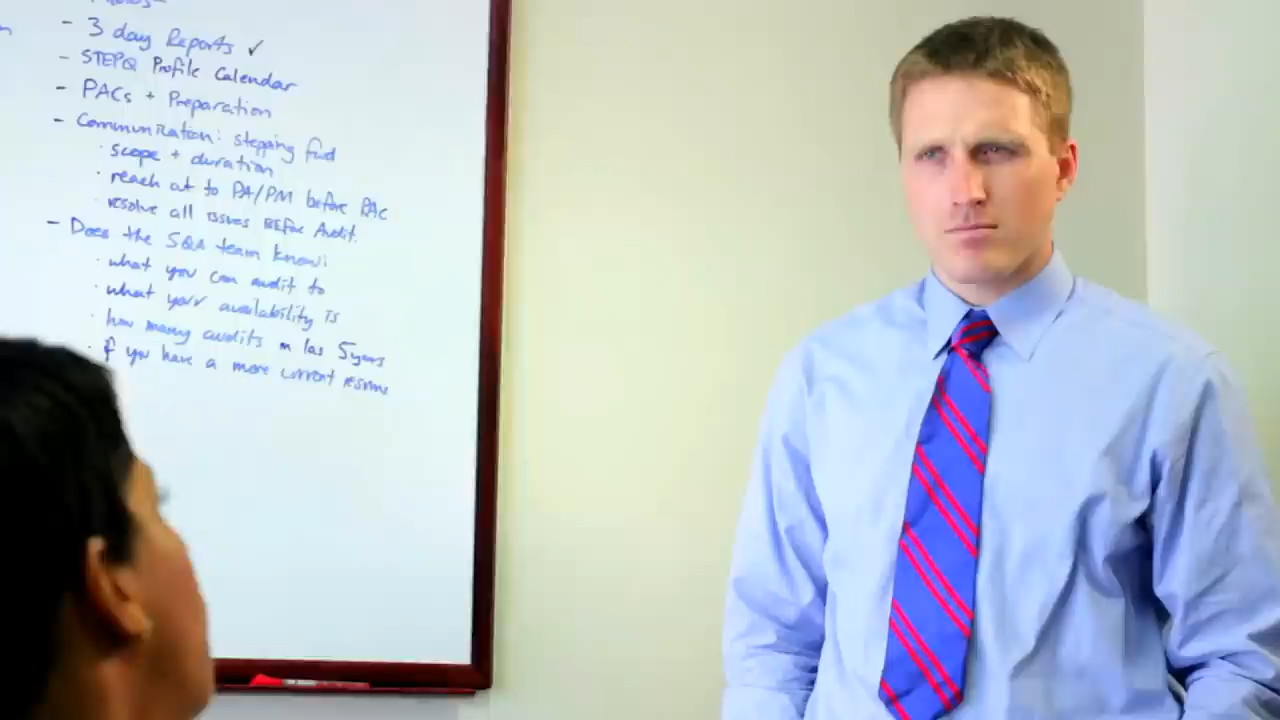 - 3 day Reports ✓
- STEPQ Profile Calendar
- PACs + Preparation
- Communication: stepping fwd
· scope + duration
· reach out to PA/PM before PAC
· resolve all issues BEFore Audit.
- Does the SQA team know:
· what you can audit to
· what your availability is
· how many audits in las 5 years
· if you have a more current resume